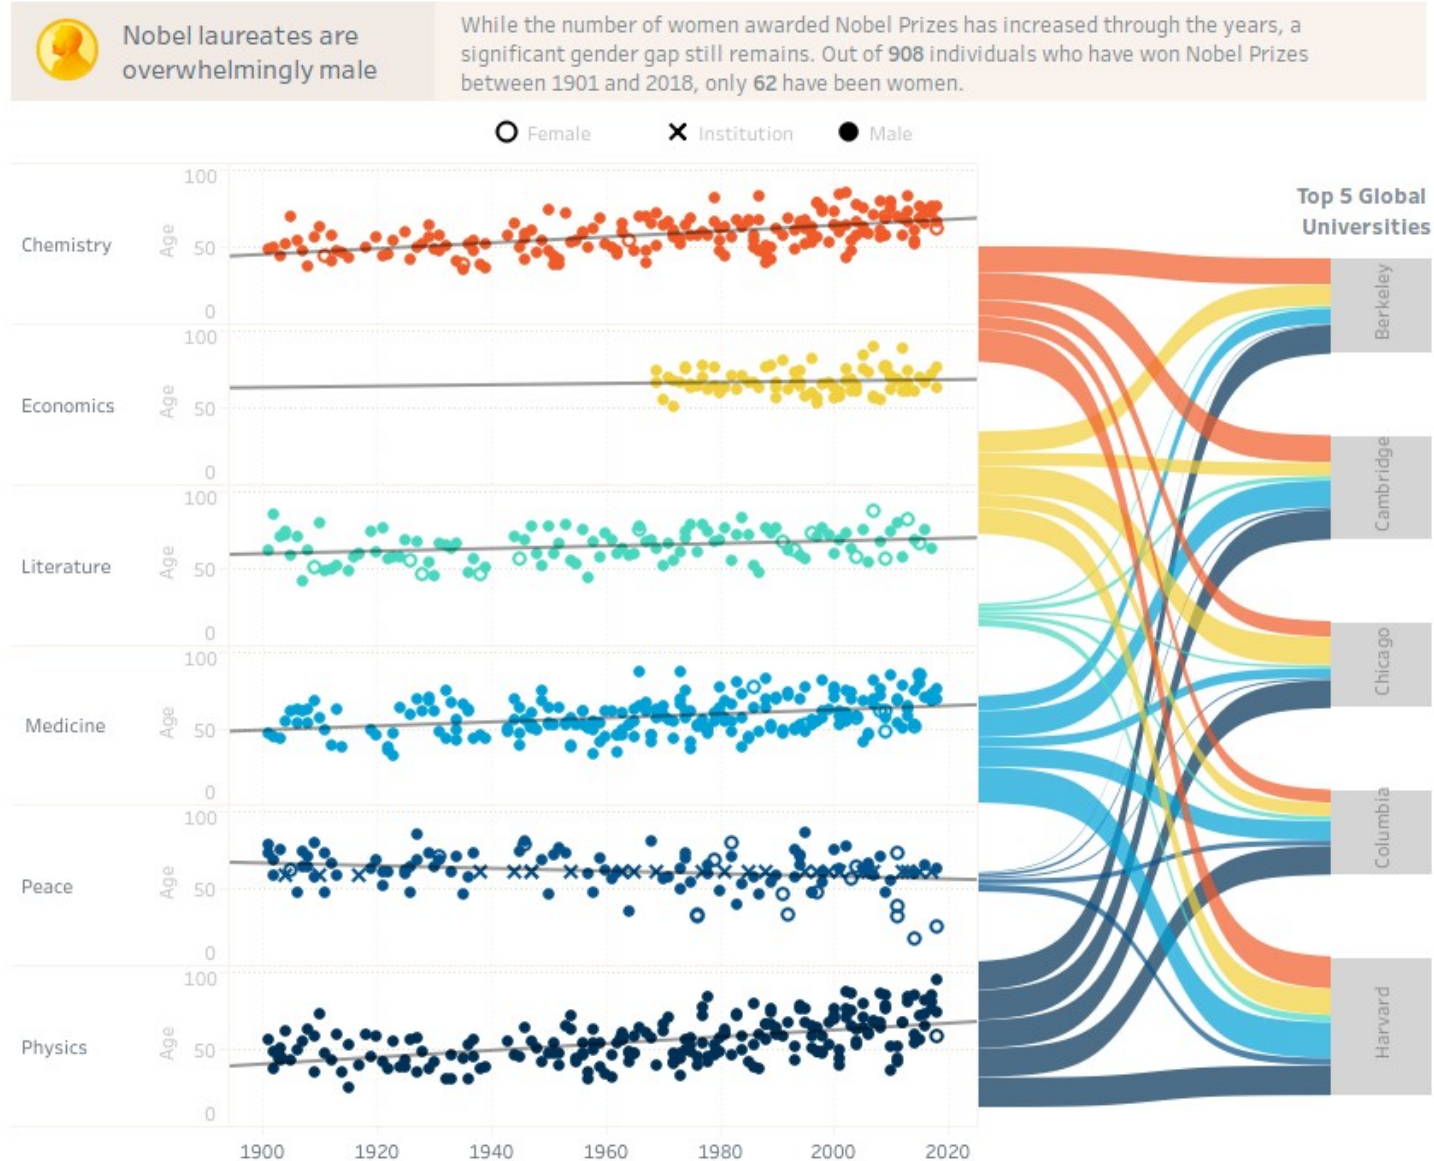 Nobel laureates are
overwhelmingly male
While the number of women awarded Nobel Prizes has increased through the years, a
significant gender gap still remains. Out of 908 individuals who have won Nobel Prizes
between 1901 and 2018, only 62 have been women.
Female
Institution
Male
Top 5 Global
Universities
Chemistry
Age
100
50
0
Economics
Age
100
50
0
Literature
Age
100
50
0
Medicine
Age
100
50
0
Peace
Age
100
50
0
Physics
Age
100
50
0
1900 1920 1940 1960 1980 2000 2020
Berkeley
Cambridge
Chicago
Columbia
Harvard